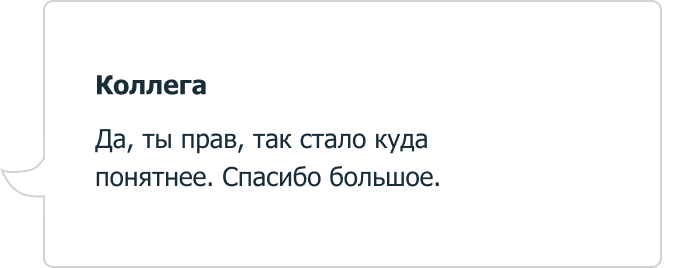 Коллега
Да, ты прав, так стало куда
понятнее. Спасибо большое.